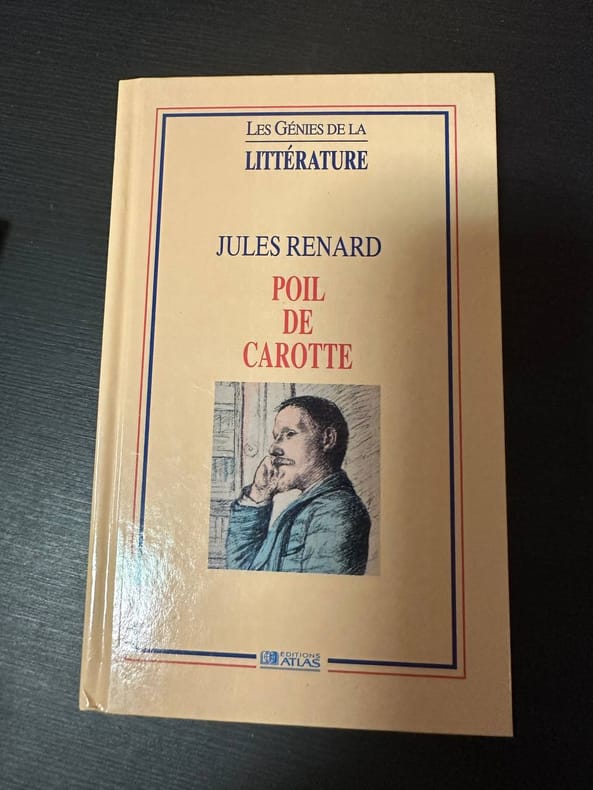 LES GÉNIES DE LA
LITTÉRATURE
JULES RENARD
POIL
DE
CAROTTE
EDITIONS
ATLAS